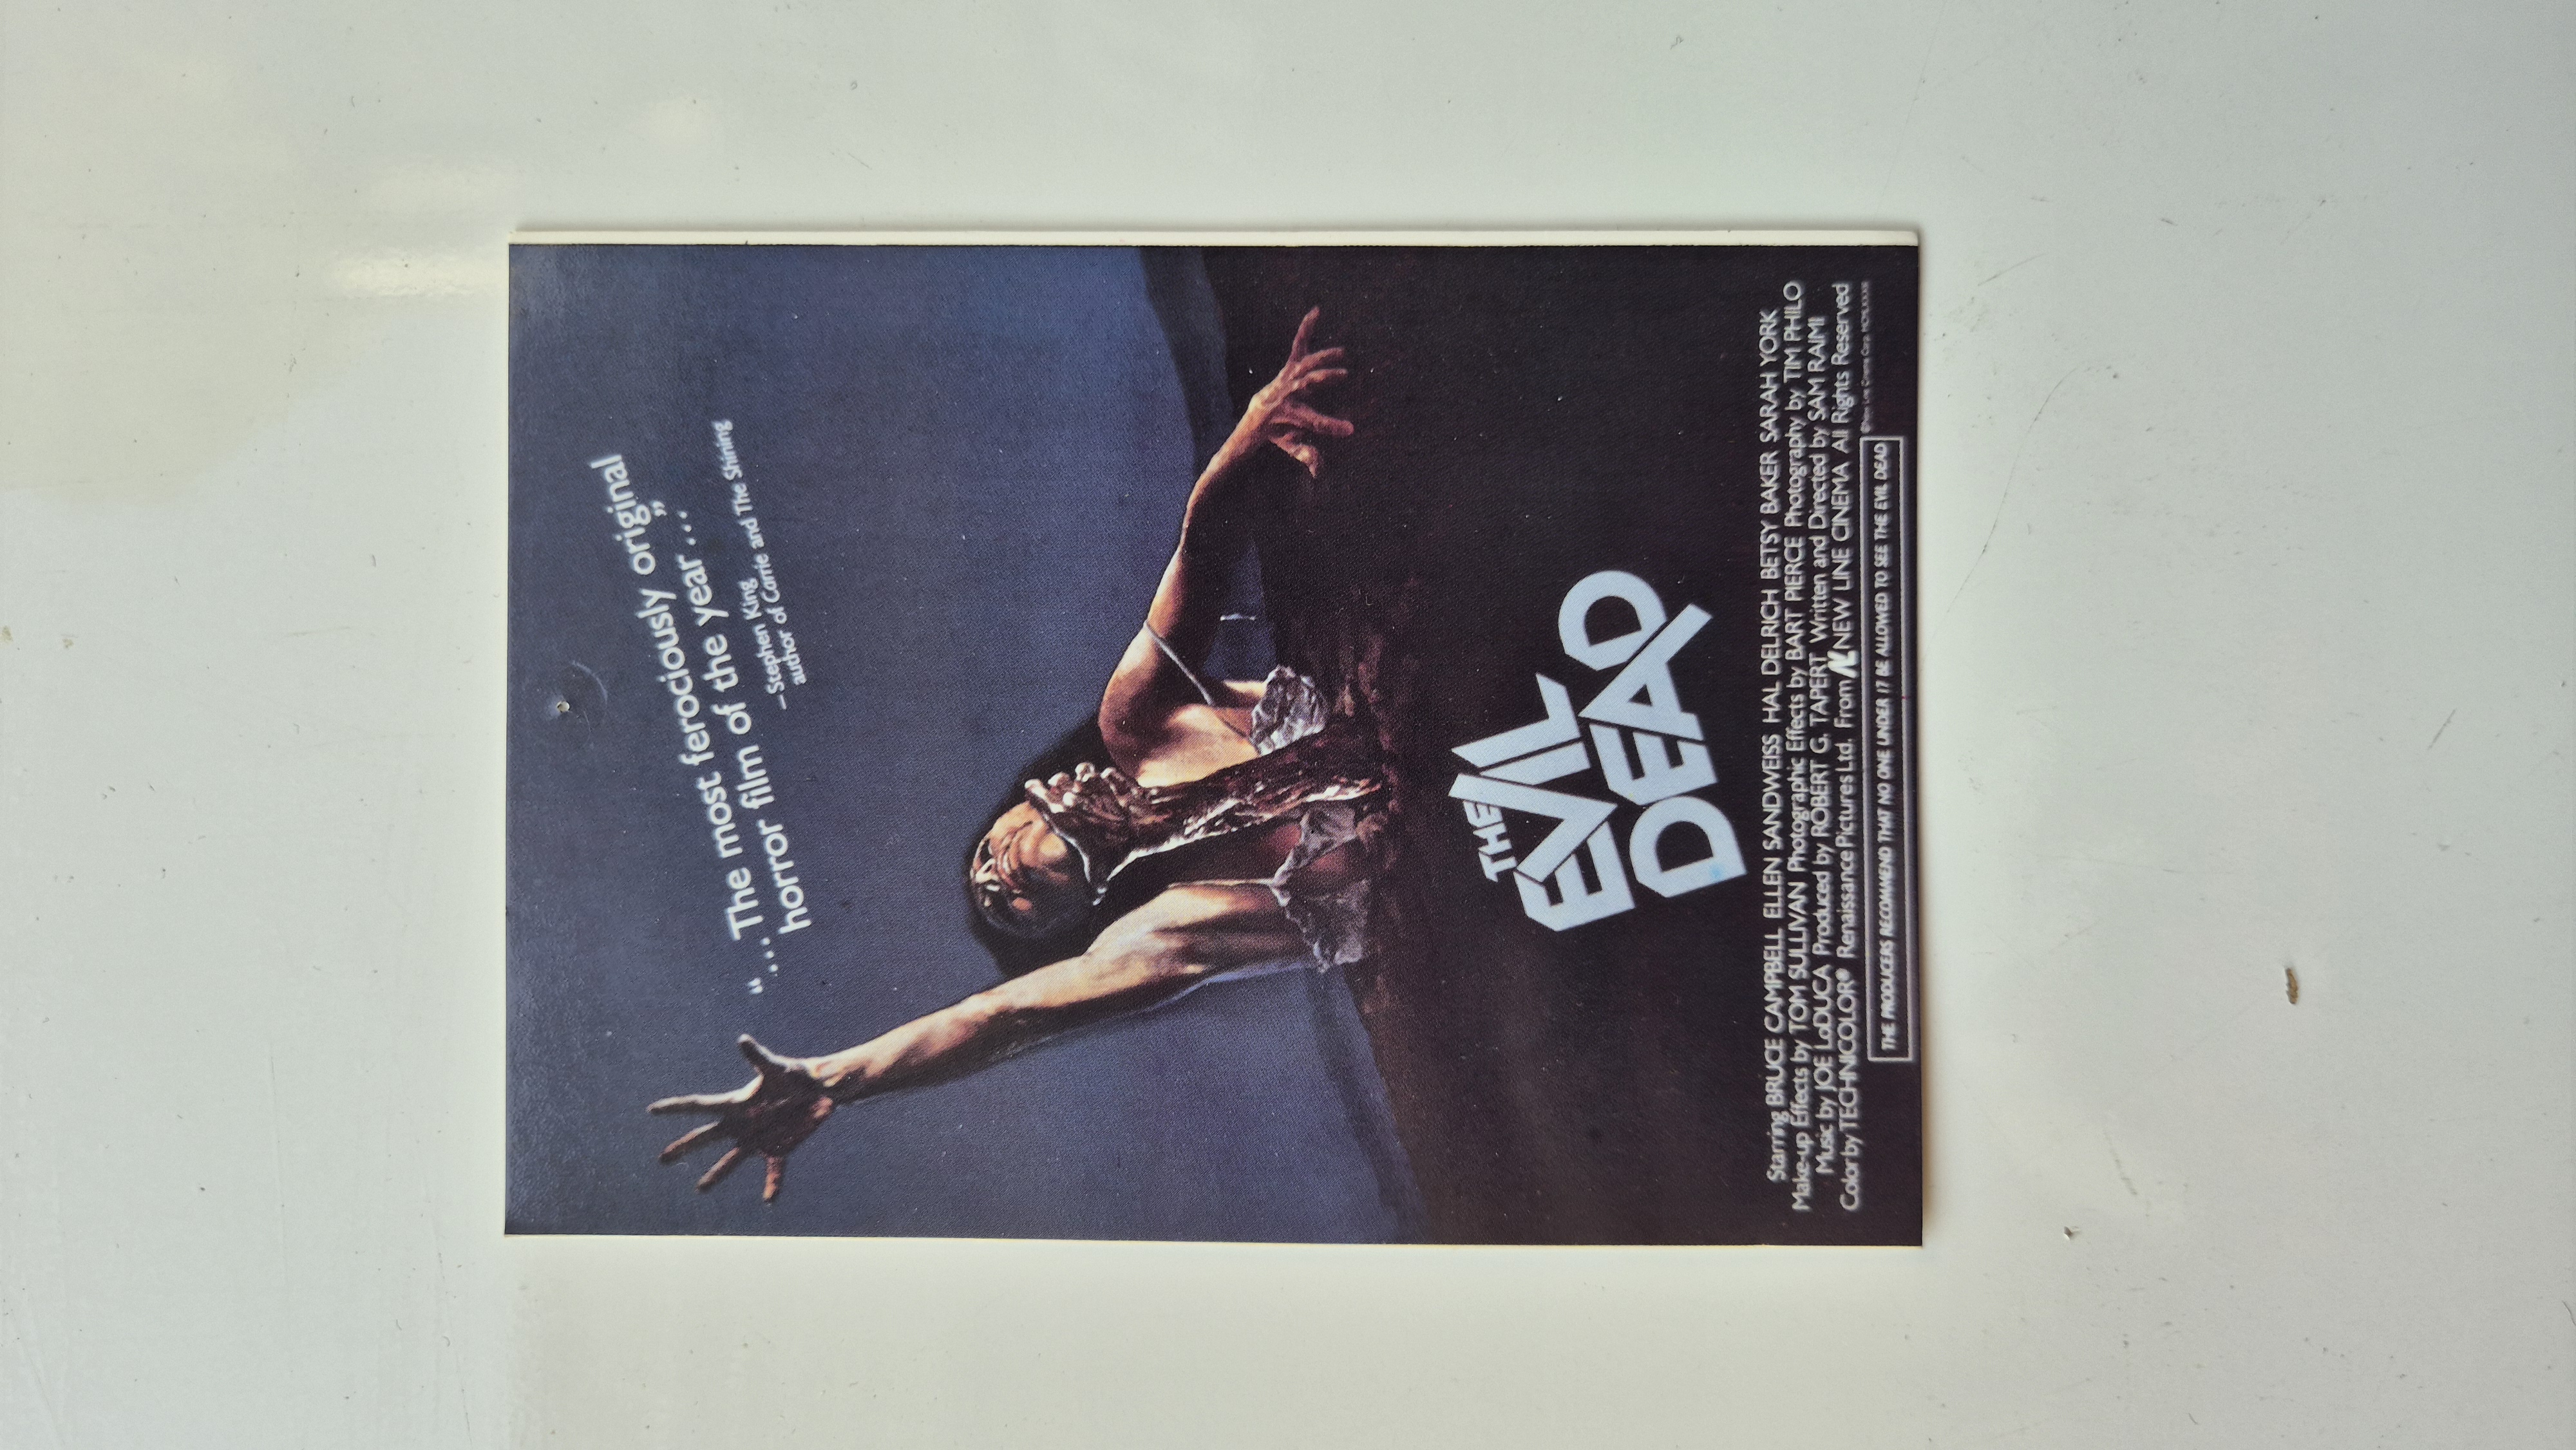 “...The most ferociously original
horror film of the year...”
– Stephen King
author of Carrie and The Shining
THE
EVIL
DEAD
Starring BRUCE CAMPBELL ELLEN SANDWEISS HAL DELRICH BETSY BAKER SARAH YORK
Make-up Effects by TOM SULLIVAN Photographic Effects by BART PIERCE Photography by TIM PHILO
Music by JOE LoDUCA Produced by ROBERT G. TAPERT Written and Directed by SAM RAIMI
Color by TECHNICOLOR® Renaissance Pictures Ltd. From NEW LINE CINEMA All Rights Reserved
© New Line Cinema Corp.
THE PRODUCERS RECOMMEND THAT NO ONE UNDER 17 BE ALLOWED TO SEE THE EVIL DEAD